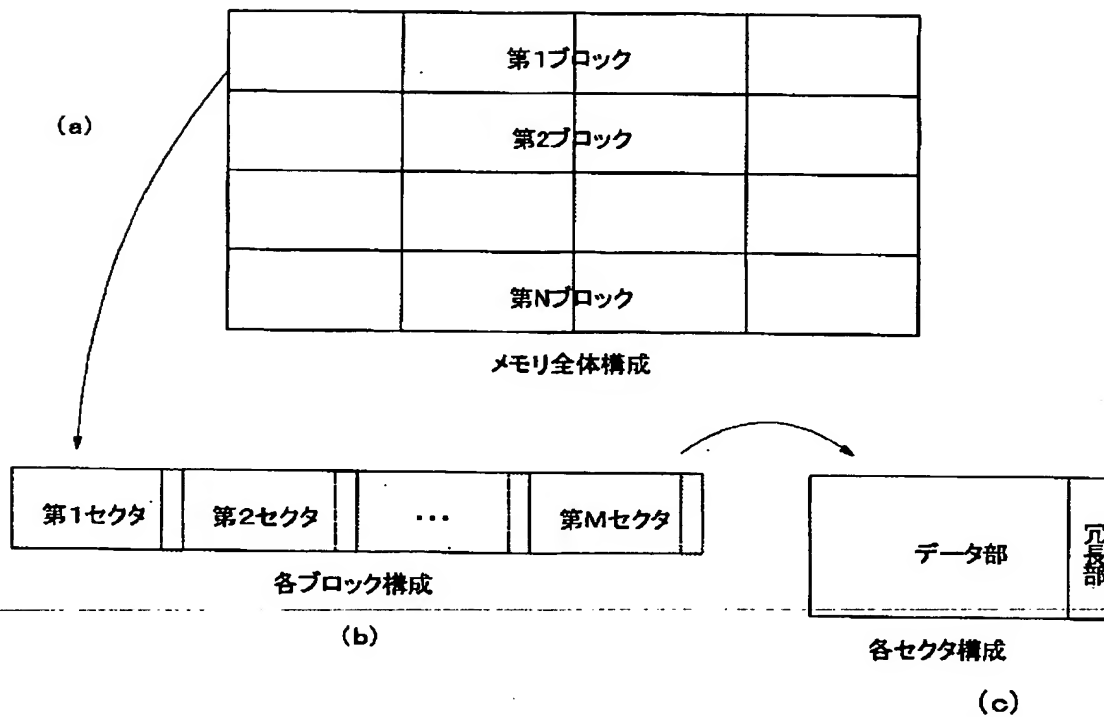 第1ブロック
(a)
第2ブロック
第Nブロック
メモリ全体構成
第1セクタ
第2セクタ
・・・
第Mセクタ
データ部
冗長部
各ブロック構成
(b)
各セクタ構成
(c)